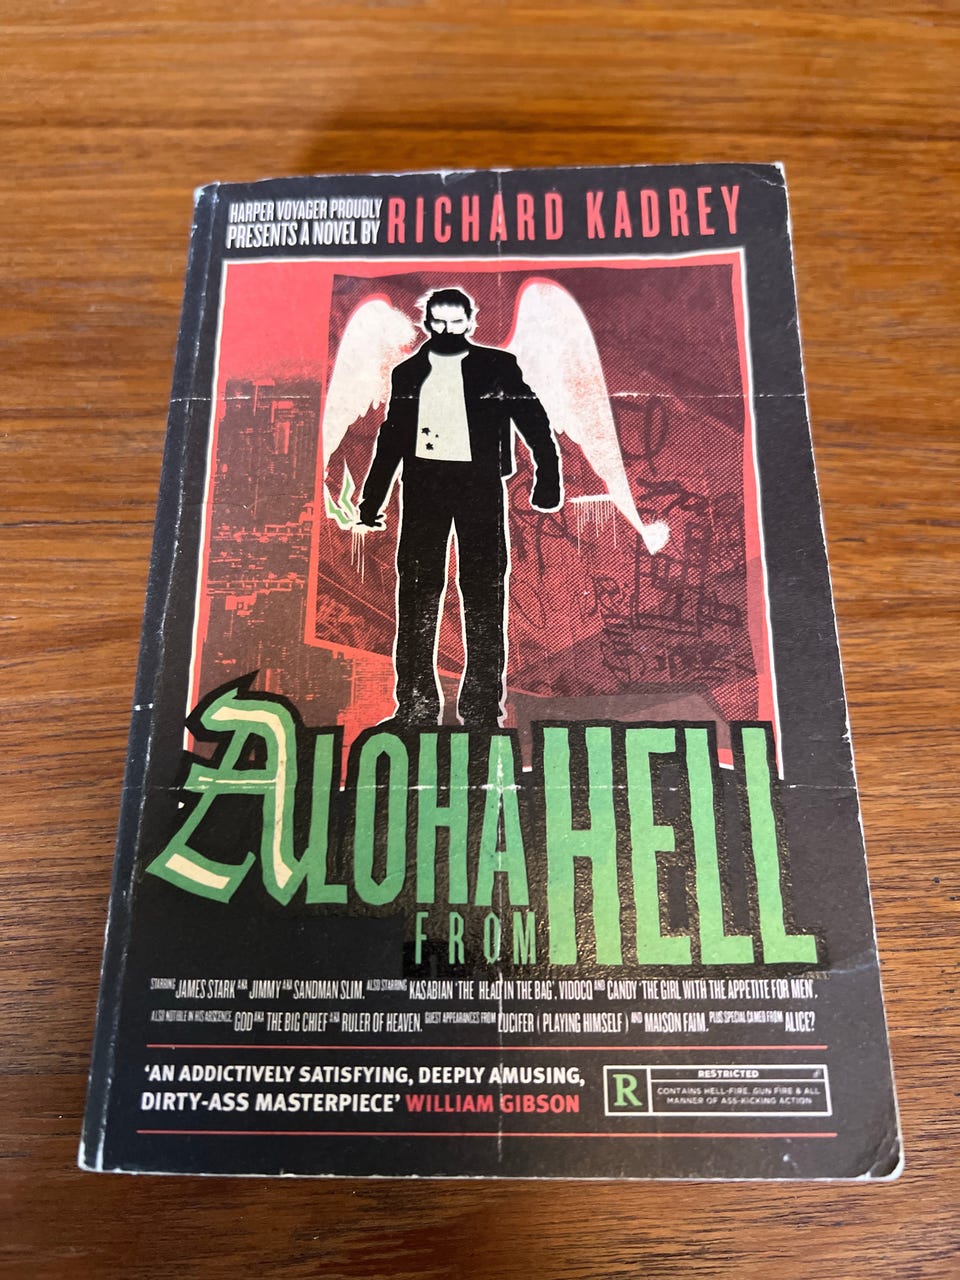 HARPER VOYAGER PROUDLY
PRESENTS A NOVEL BY
RICHARD KADREY
ALOHA
FROM
HELL
STARRING JAMES STARK AKA JIMMY AKA SANDMAN SLIM. ALSO STARRING KASABIAN 'THE HEAD IN THE BAG', VIDOCQ AND CANDY 'THE GIRL WITH THE APPETITE FOR MEN'.
ALSO NOTIBLE IN HIS ABSCENCE GOD AKA THE BIG CHIEF AKA RULER OF HEAVEN. GUEST APPEARANCES FROM LUCIFER (PLAYING HIMSELF) AND MAISON FAIM. PLUS SPECIAL CAMEO FROM ALICE?
'AN ADDICTIVELY SATISFYING, DEEPLY AMUSING,
DIRTY-ASS MASTERPIECE' WILLIAM GIBSON
R
RESTRICTED
CONTAINS HELL-FIRE, GUN FIRE & ALL
MANNER OF ASS-KICKING ACTION